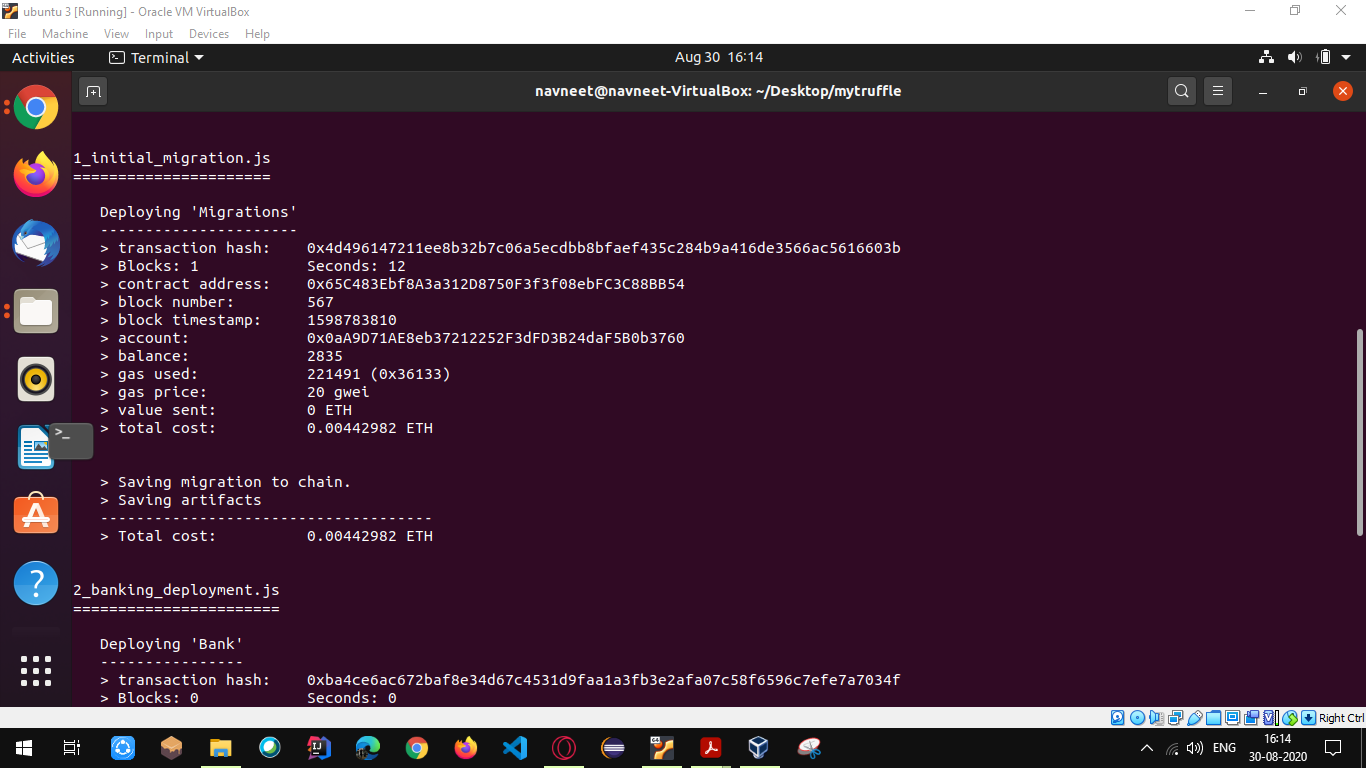 ubuntu 3 [Running] - Oracle VM VirtualBox
File Machine View Input Devices Help
Activities Terminal Aug 30 16:14
navneet@navneet-VirtualBox: ~/Desktop/mytruffle
1_initial_migration.js
======================
Deploying 'Migrations'
----------------------
> transaction hash: 0x4d496147211ee8b32b7c06a5ecdbb8bfaef435c284b9a416de3566ac5616603b
> Blocks: 1 Seconds: 12
> contract address: 0x65C483Ebf8A3a312D8750F3f3f08ebFC3C88BB54
> block number: 567
> block timestamp: 1598783810
> account: 0x0aA9D71AE8eb37212252F3dFD3B24daF5B0b3760
> balance: 2835
> gas used: 221491 (0x36133)
> gas price: 20 gwei
> value sent: 0 ETH
> total cost: 0.00442982 ETH
> Saving migration to chain.
> Saving artifacts
-------------------------------------
> Total cost: 0.00442982 ETH
2_banking_deployment.js
=======================
Deploying 'Bank'
----------------
> transaction hash: 0xba4ce6ac672baf8e34d67c4531d9faa1a3fb3e2afa07c58f6596c7efe7a7034f
> Blocks: 0 Seconds: 0
Right Ctrl
ENG
16:14
30-08-2020